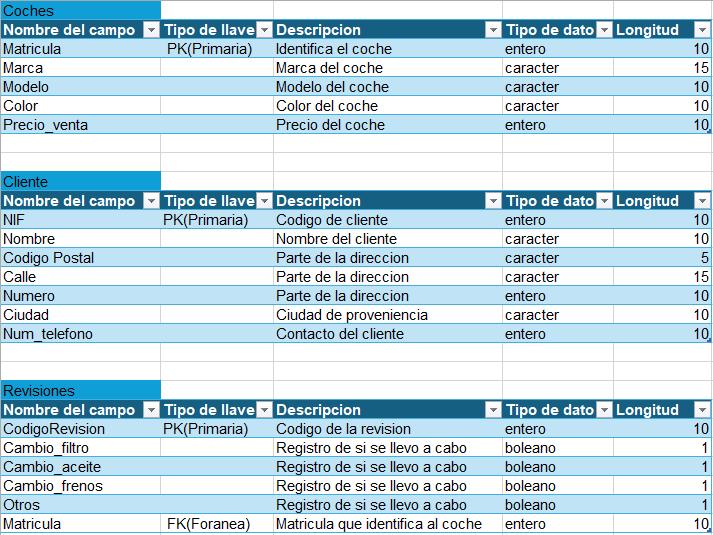 Coches
Nombre del campo Tipo de llave Descripcion Tipo de dato Longitud
Matricula PK(Primaria) Identifica el coche entero 10
Marca Marca del coche caracter 15
Modelo Modelo del coche caracter 10
Color Color del coche caracter 10
Precio_venta Precio del coche entero 10
Cliente
Nombre del campo Tipo de llave Descripcion Tipo de dato Longitud
NIF PK(Primaria) Codigo de cliente entero 10
Nombre Nombre del cliente caracter 10
Codigo Postal Parte de la direccion caracter 5
Calle Parte de la direccion caracter 15
Numero Parte de la direccion entero 10
Ciudad Ciudad de proveniencia caracter 10
Num_telefono Contacto del cliente entero 10
Revisiones
Nombre del campo Tipo de llave Descripcion Tipo de dato Longitud
CodigoRevision PK(Primaria) Codigo de la revision entero 10
Cambio_filtro Registro de si se llevo a cabo boleano 1
Cambio_aceite Registro de si se llevo a cabo boleano 1
Cambio_frenos Registro de si se llevo a cabo boleano 1
Otros Registro de si se llevo a cabo boleano 1
Matricula FK(Foranea) Matricula que identifica al coche entero 10